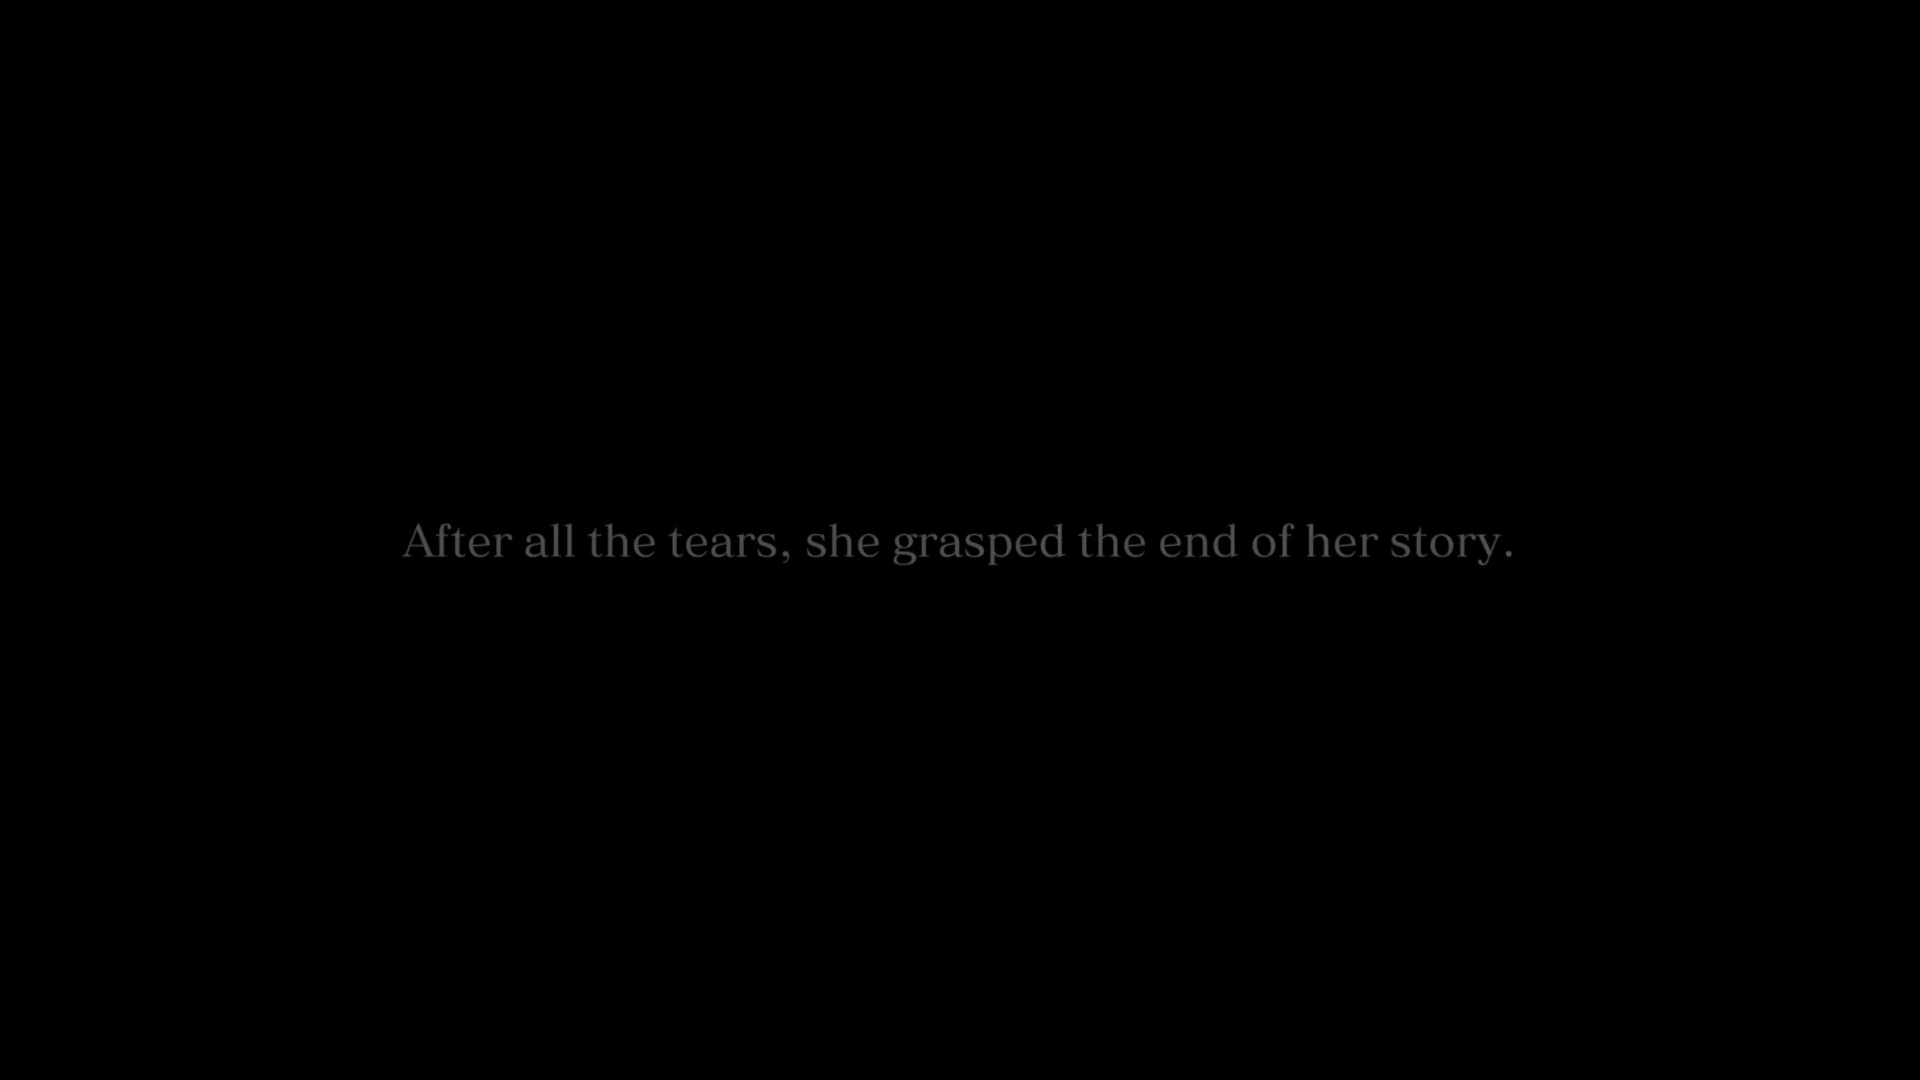 After all the tears, she grasped the end of her story.